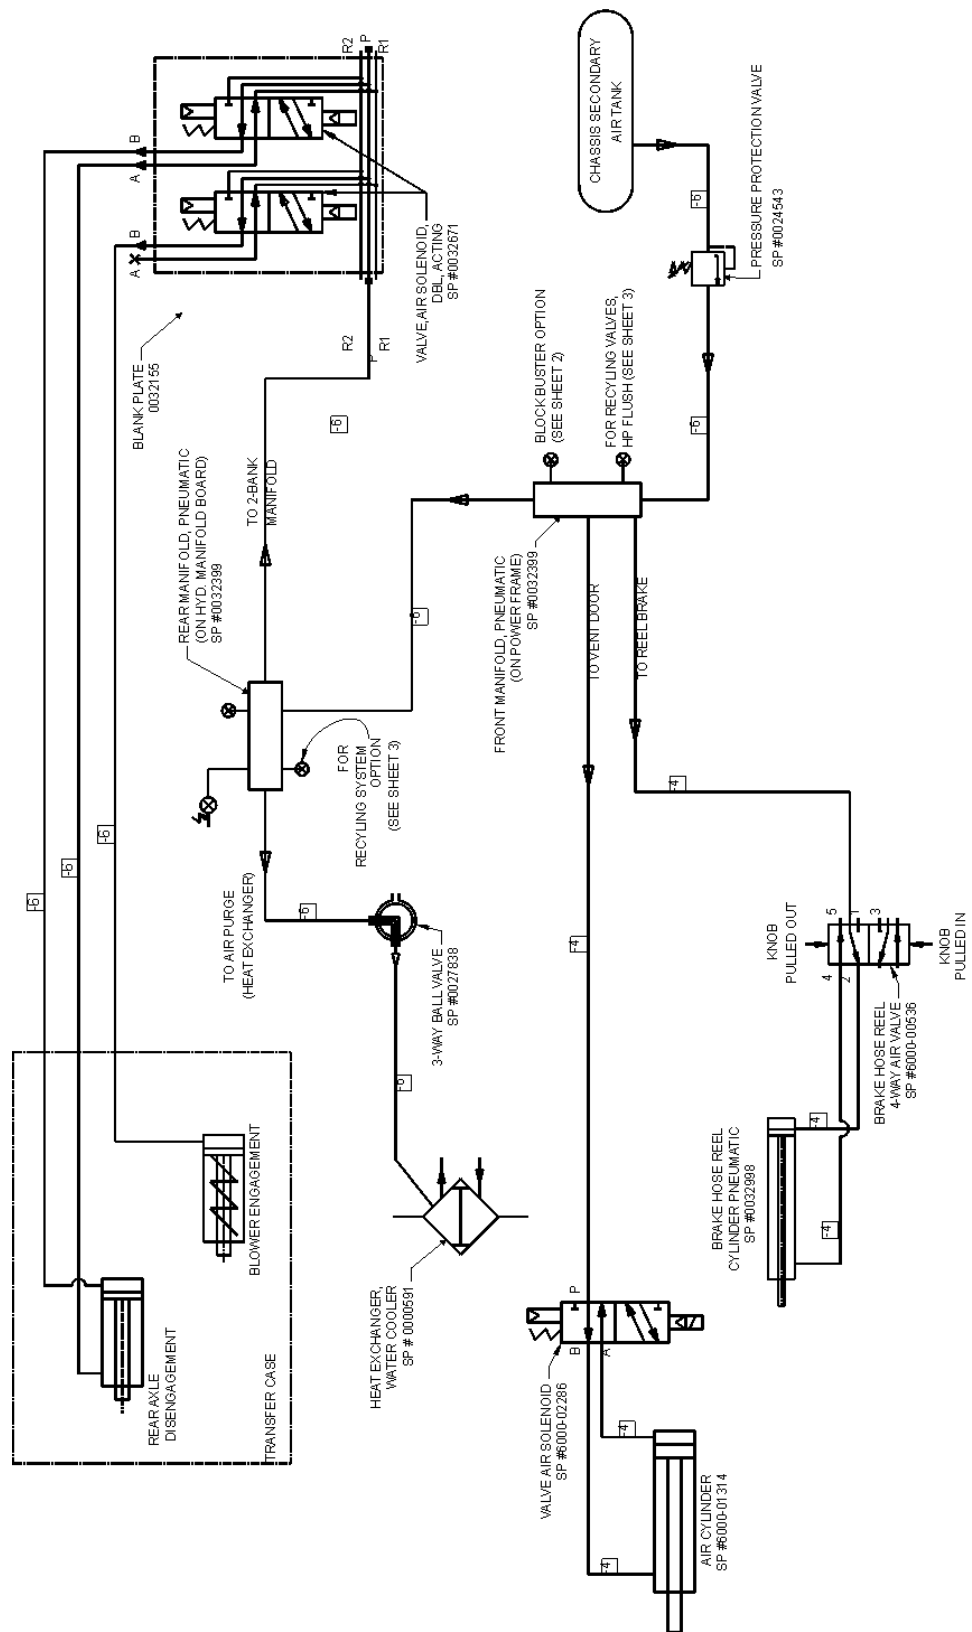 CHASSIS SECONDARY
AIR TANK
-6
PRESSURE PROTECTION VALVE
SP #0024543
-6
R2
P
R1
B
A
B
A
VALVE,AIR SOLENOID,
DBL, ACTING
SP #0032671
R2
P
R1
BLANK PLATE
0032155
-6
TO 2-BANK
MANIFOLD
REAR MANIFOLD, PNEUMATIC
(ON HYD. MANIFOLD BOARD)
SP #0032399
BLOCKBUSTER OPTION
(SEE SHEET 2)
FOR RECYLING VALVES,
HP FLUSH (SEE SHEET 3)
FRONT MANIFOLD, PNEUMATIC
(ON POWER FRAME)
SP #0032399
-6
FOR
RECYLING SYSTEM
OPTION
(SEE SHEET 3)
TO VENT DOOR
TO REEL BRAKE
-6
-6
-6
TO AIR PURGE
(HEAT EXCHANGER)
-6
3-WAY BALL VALVE
SP #0027838
-6
-4
-4
KNOB
PULLED OUT
5
1
3
4
2
KNOB
PULLED IN
BRAKE HOSE REEL
4-WAY AIR VALVE
SP #6000-00536
-4
-4
BRAKE HOSE REEL
CYLINDER PNEUMATIC
SP #0032998
TRANSFER CASE
BLOWER ENGAGEMENT
REAR AXLE
DISENGAGEMENT
HEAT EXCHANGER,
WATER COOLER
SP # 0000591
P
B
A
VALVE AIR SOLENOID
SP #6000-02286
-4
-4
AIR CYLINDER
SP #6000-01314